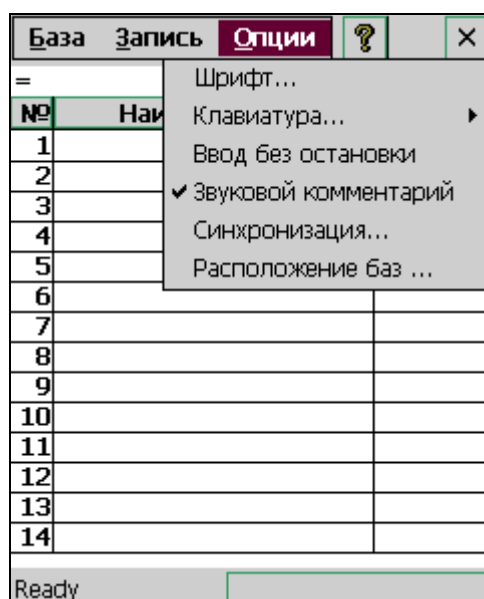 База Запись Опции ? ×
=
№ Наи
Шрифт...
Клавиатура...
Ввод без остановки
Звуковой комментарий
Синхронизация...
Расположение баз ...
1
2
3
4
5
6
7
8
9
10
11
12
13
14
Ready